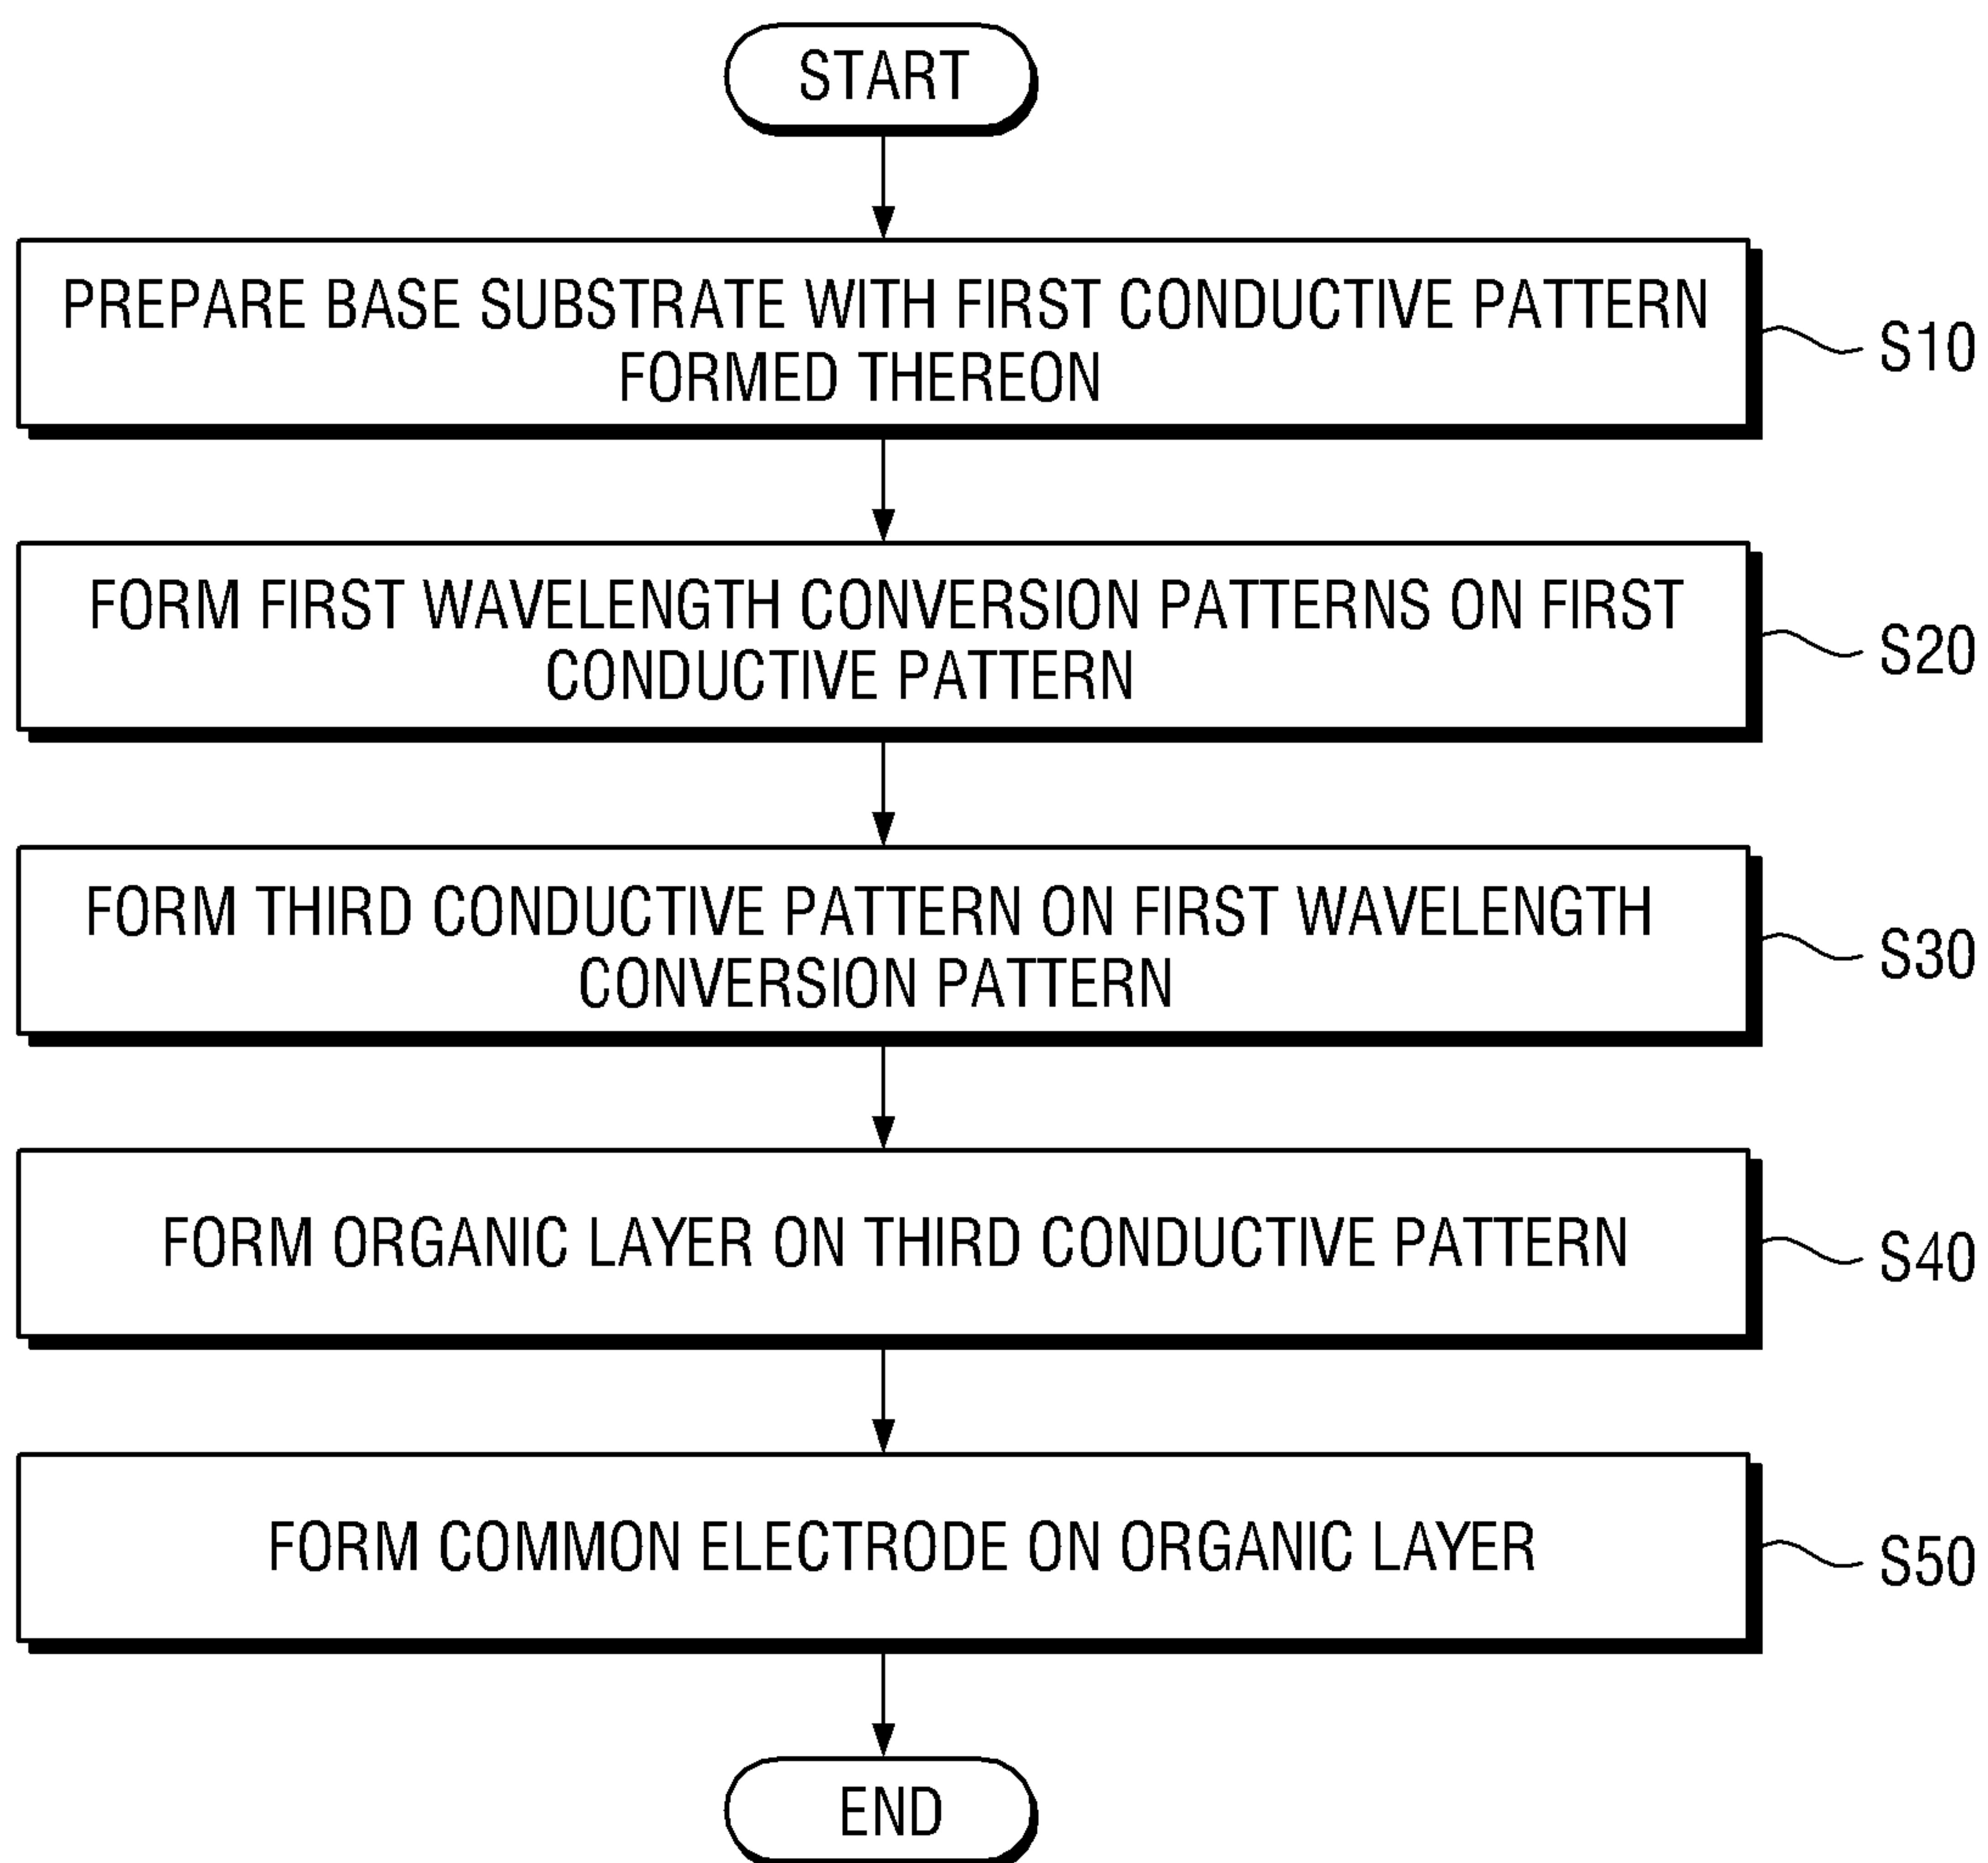 START
PREPARE BASE SUBSTRATE WITH FIRST CONDUCTIVE PATTERN
FORMED THEREON
S10
FORM FIRST WAVELENGTH CONVERSION PATTERNS ON FIRST
CONDUCTIVE PATTERN
S20
FORM THIRD CONDUCTIVE PATTERN ON FIRST WAVELENGTH
CONVERSION PATTERN
S30
FORM ORGANIC LAYER ON THIRD CONDUCTIVE PATTERN
S40
FORM COMMON ELECTRODE ON ORGANIC LAYER
S50
END